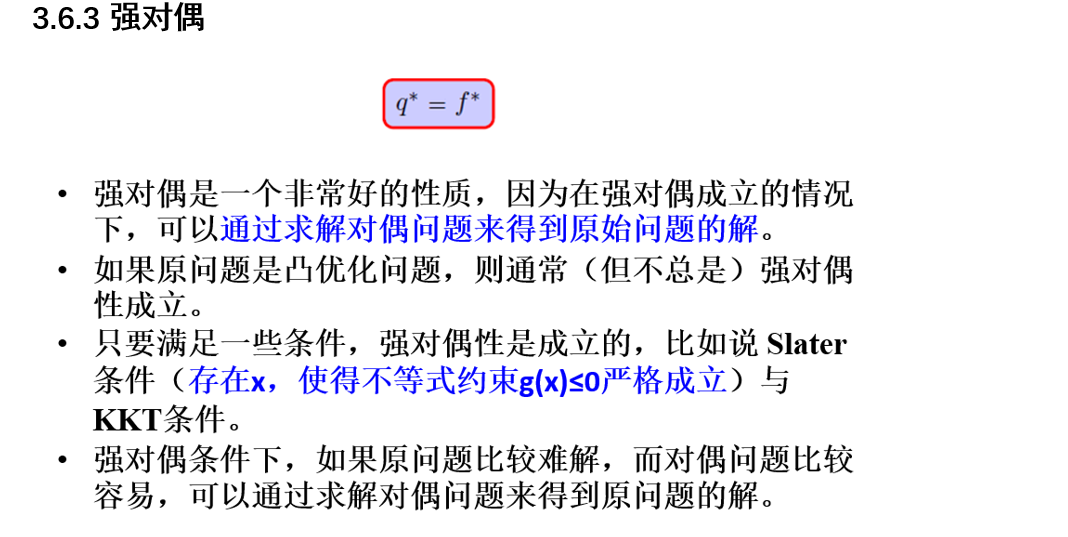 3.6.3 强对偶
q* = f*
• 强对偶是一个非常好的性质，因为在强对偶成立的情况
下，可以通过求解对偶问题来得到原始问题的解。
• 如果原问题是凸优化问题，则通常（但不总是）强对偶
性成立。
• 只要满足一些条件，强对偶性是成立的，比如说 Slater
条件（存在x，使得不等式约束g(x)≤0严格成立）与
KKT条件。
• 强对偶条件下，如果原问题比较难解，而对偶问题比较
容易，可以通过求解对偶问题来得到原问题的解。